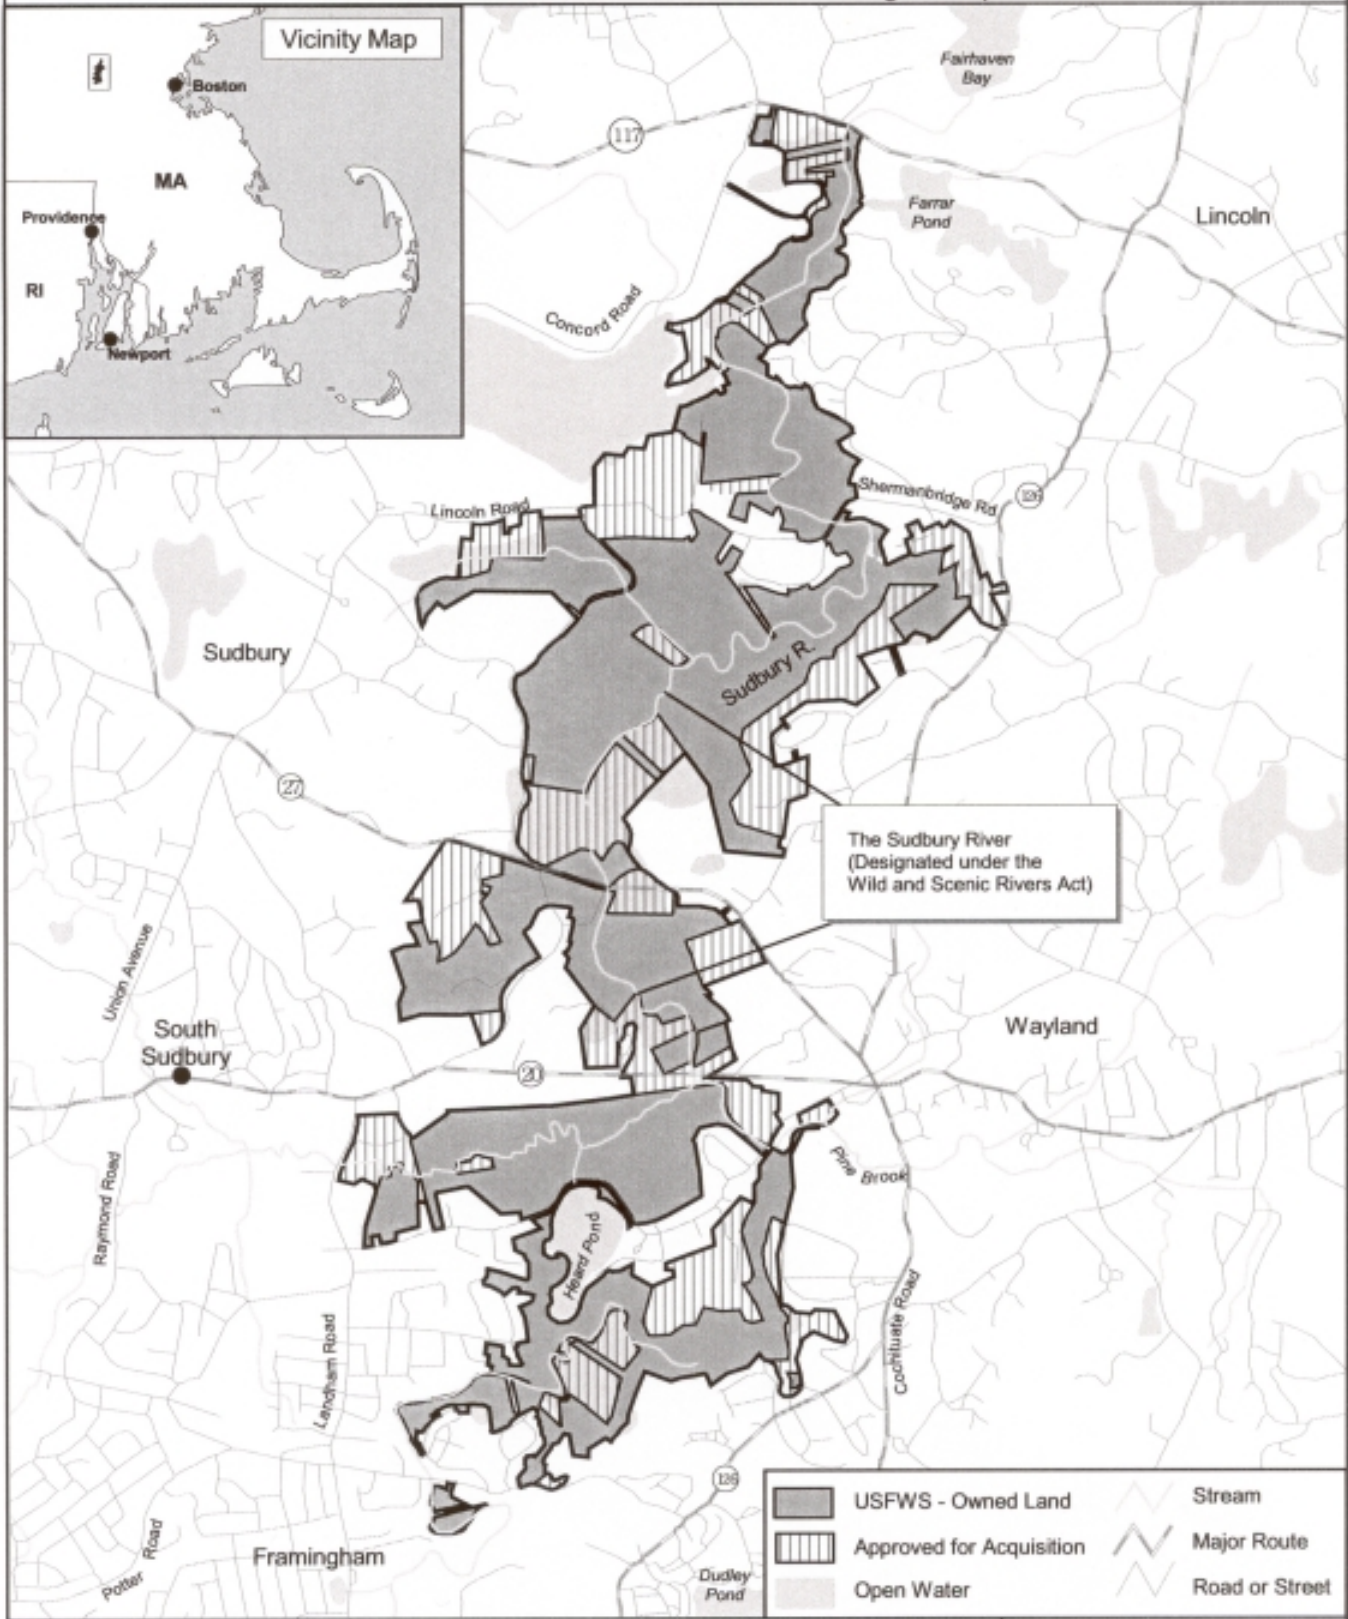 Vicinity Map
Boston
MA
Providence
RI
Newport
Fairhaven
Bay
117
Farrar
Pond
Lincoln
Concord Road
Lincoln Road
Shermanbridge Rd
126
Sudbury
Sudbury R.
27
The Sudbury River
(Designated under the
Wild and Scenic Rivers Act)
Union Avenue
South
Sudbury
Wayland
20
Raymond Road
Pine Brook
Heard Pond
Landham Road
Cochituate Road
126
Potter Road
Framingham
Dudley
Pond
USFWS - Owned Land
Approved for Acquisition
Open Water
Stream
Major Route
Road or Street